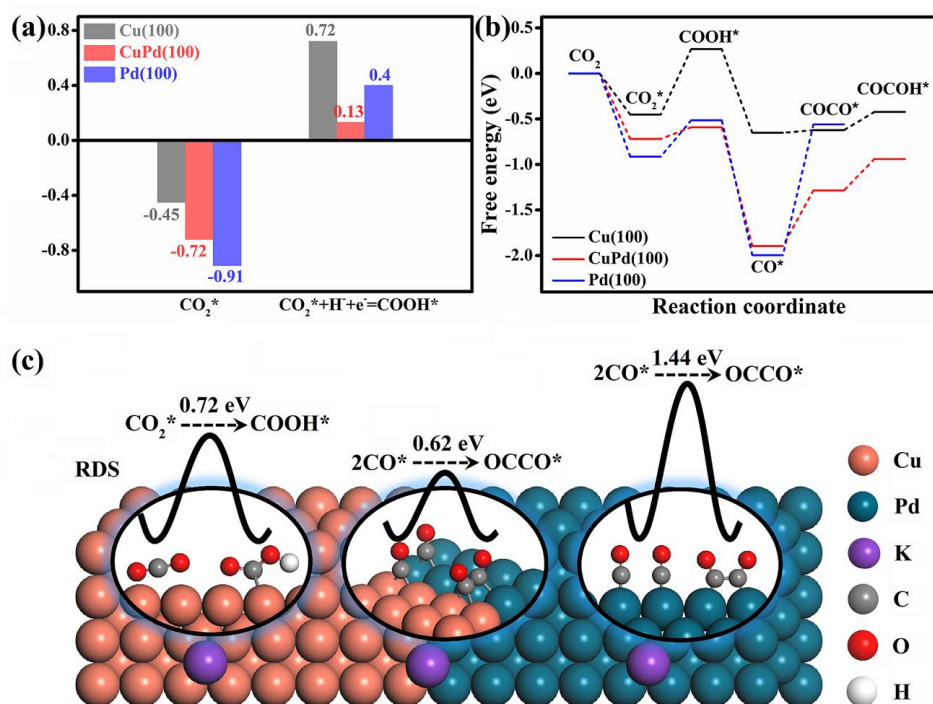 (a)
Cu(100)
CuPd(100)
Pd(100)
0.8
0.4
0.0
-0.4
-0.8
0.72
0.13
0.4
-0.45
-0.72
-0.91
CO₂*
CO₂*+H⁺+e⁻=COOH*
(b)
Free energy (eV)
0.0
-0.5
-1.0
-1.5
-2.0
CO₂
CO₂*
COOH*
CO*
COCO*
COCOH*
Cu(100)
CuPd(100)
Pd(100)
Reaction coordinate
(c)
RDS
0.72 eV
CO₂* COOH*
0.62 eV
2CO* OCCO*
1.44 eV
2CO* OCCO*
Cu
Pd
K
C
O
H